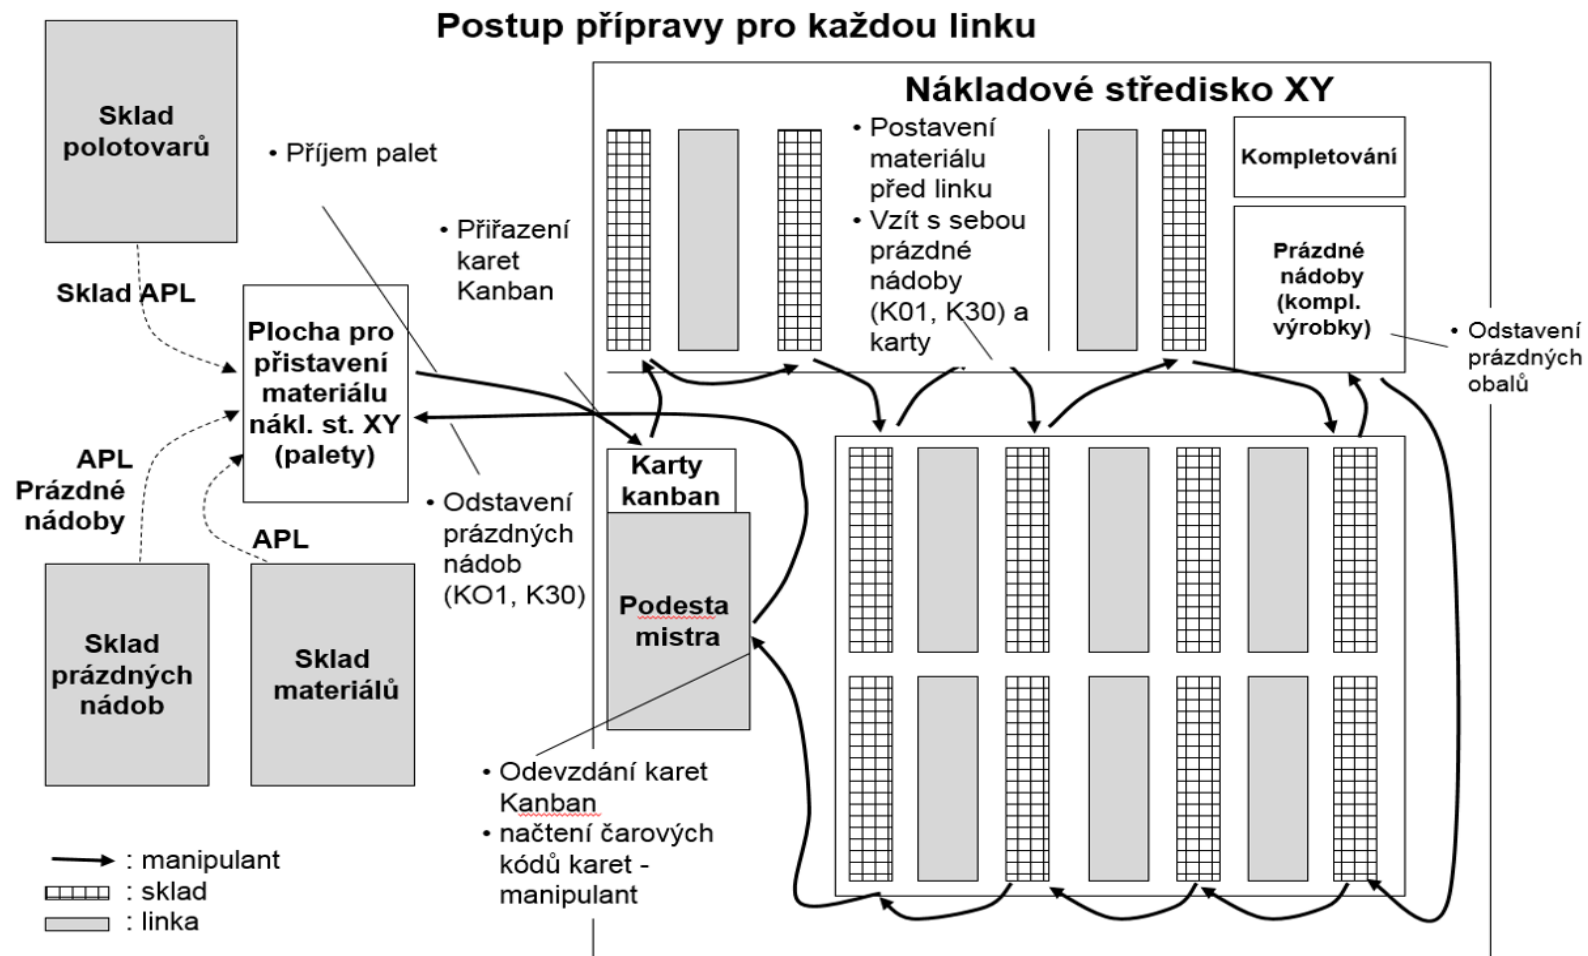 Postup přípravy pro každou linku
Sklad
polotovarů
• Příjem palet
• Přiřazení
karet
Kanban
Sklad APL
Plocha pro
přistavení
materiálu
nákl. st. XY
(palety)
APL
Prázdné
nádoby
APL
• Odstavení
prázdných
nádob
(KO1, K30)
Sklad
prázdných
nádob
Sklad
materiálů
Nákladové středisko XY
• Postavení
materiálu
před linku
• Vzít s sebou
prázdné
nádoby
(K01, K30) a
karty
Kompletování
Prázdné
nádoby
(kompl.
výrobky)
• Odstavení
prázdných
obalů
Karty
kanban
Podesta
mistra
• Odevzdání karet
Kanban
• načtení čarových
kódů karet -
manipulant
: manipulant
: sklad
: linka